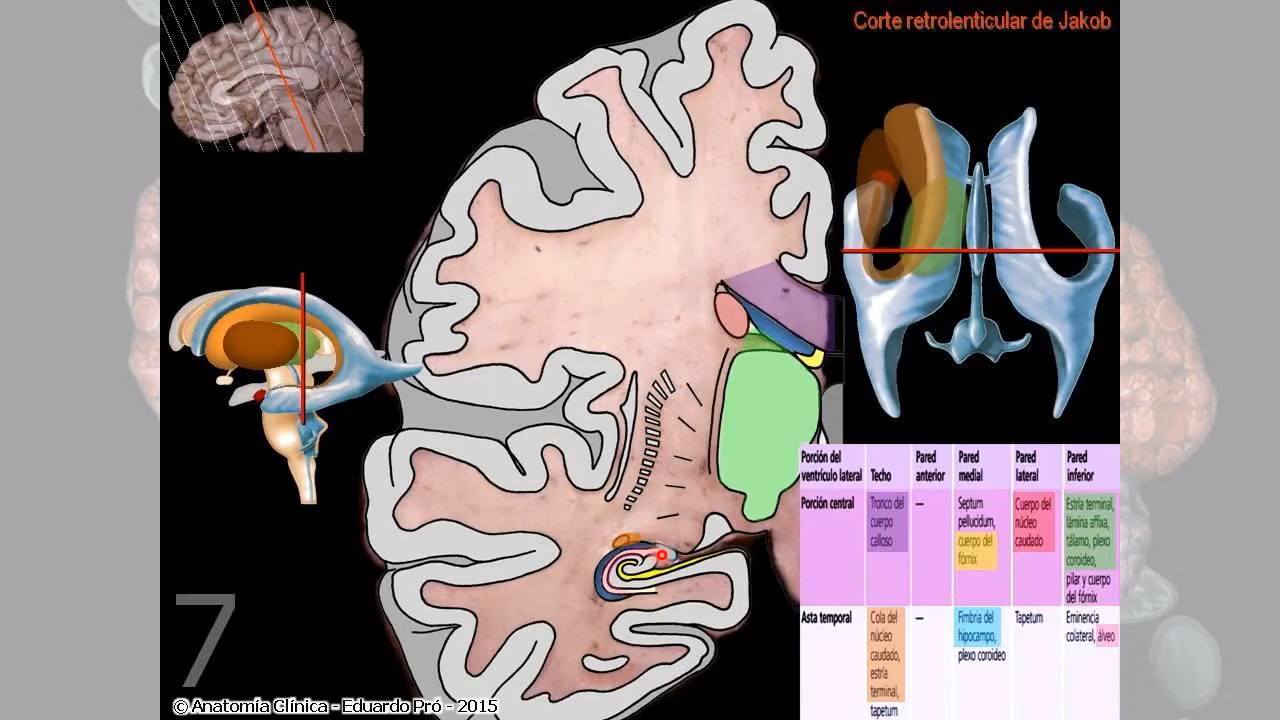 Corte retrolenticular de Jakob
Porción del
ventrículo lateral
Techo
Pared
anterior
Pared
medial
Pared
lateral
Pared
inferior
Porción central
Tronco del
cuerpo
calloso
—
Septum
pellucidum,
cuerpo del
fórnix
Cuerpo del
núcleo
caudado
Estría terminal,
lámina affixa,
tálamo, plexo
coroideo,
pilar y cuerpo
del fórnix
Asta temporal
Cola del
núcleo
caudado,
estría
terminal,
tapetum
—
Fimbria del
hipocampo,
plexo coroideo
Tapetum
Eminencia
colateral, álveo
7
© Anatomía Clínica - Eduardo Pró - 2015